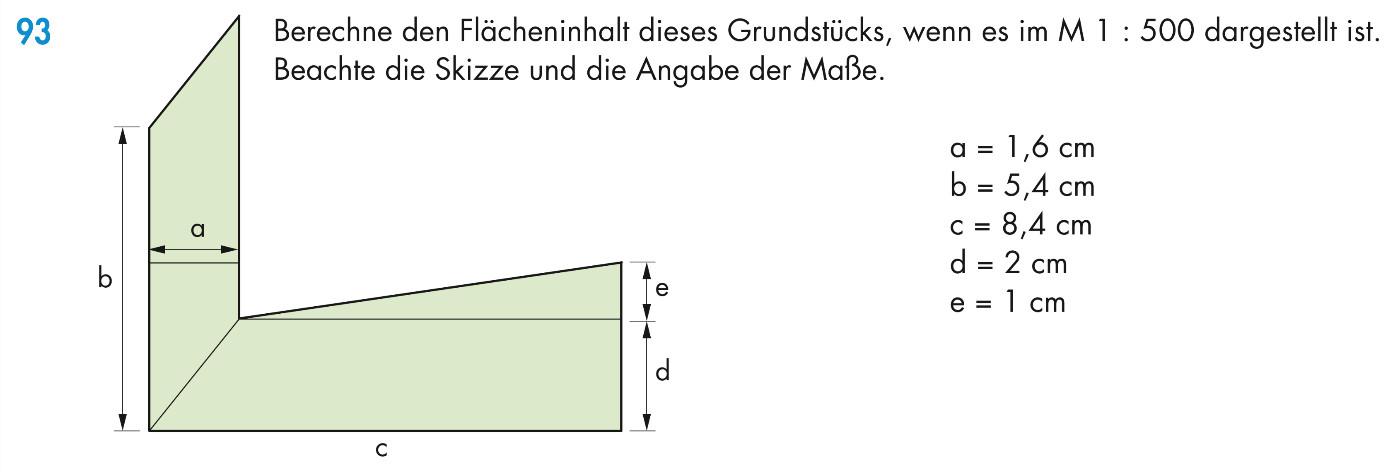 93 Berechne den Flächeninhalt dieses Grundstücks, wenn es im M 1 : 500 dargestellt ist.
Beachte die Skizze und die Angabe der Maße.
a = 1,6 cm
b = 5,4 cm
c = 8,4 cm
d = 2 cm
e = 1 cm
a
b
e
d
c